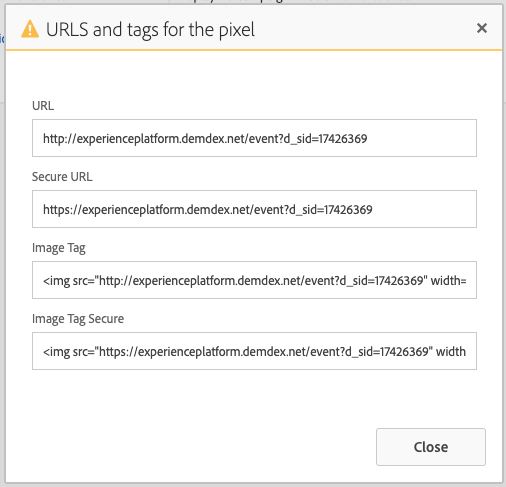 URLS and tags for the pixel
URL
http://experienceplatform.demdex.net/event?d_sid=17426369
Secure URL
https://experienceplatform.demdex.net/event?d_sid=17426369
Image Tag
<img src="http://experienceplatform.demdex.net/event?d_sid=17426369" width=
Image Tag Secure
<img src="https://experienceplatform.demdex.net/event?d_sid=17426369" width
Close